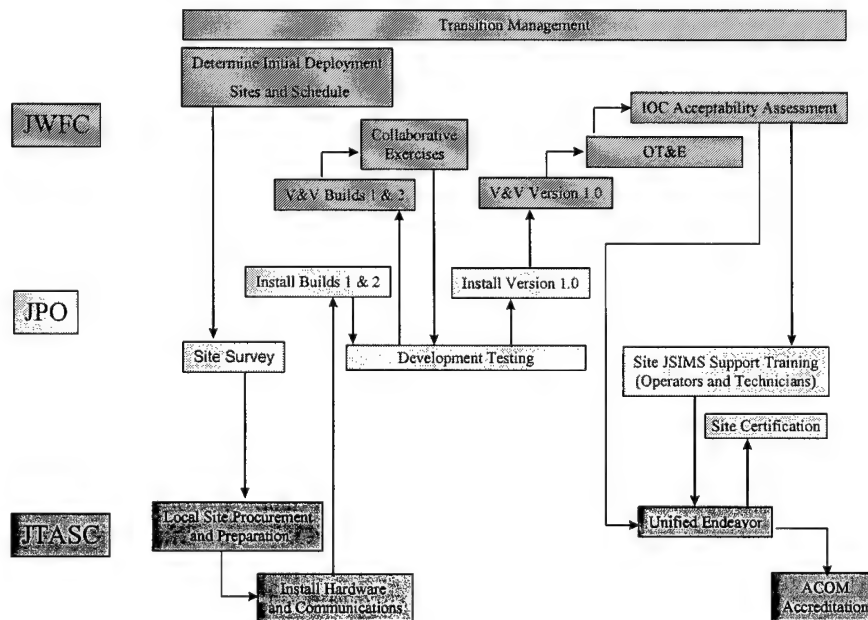 Transition Management
Determine Initial Deployment
Sites and Schedule
JWFC
IOC Acceptability Assessment
Collaborative
Exercises
OT&E
V&V Builds 1 & 2
V&V Version 1.0
Install Builds 1 & 2
Install Version 1.0
JPO
Site Survey
Development Testing
Site JSIMS Support Training
(Operators and Technicians)
Site Certification
JTASC
Local Site Procurement
and Preparation
Unified Endeavor
Install Hardware
and Communications
ACOM
Accreditation